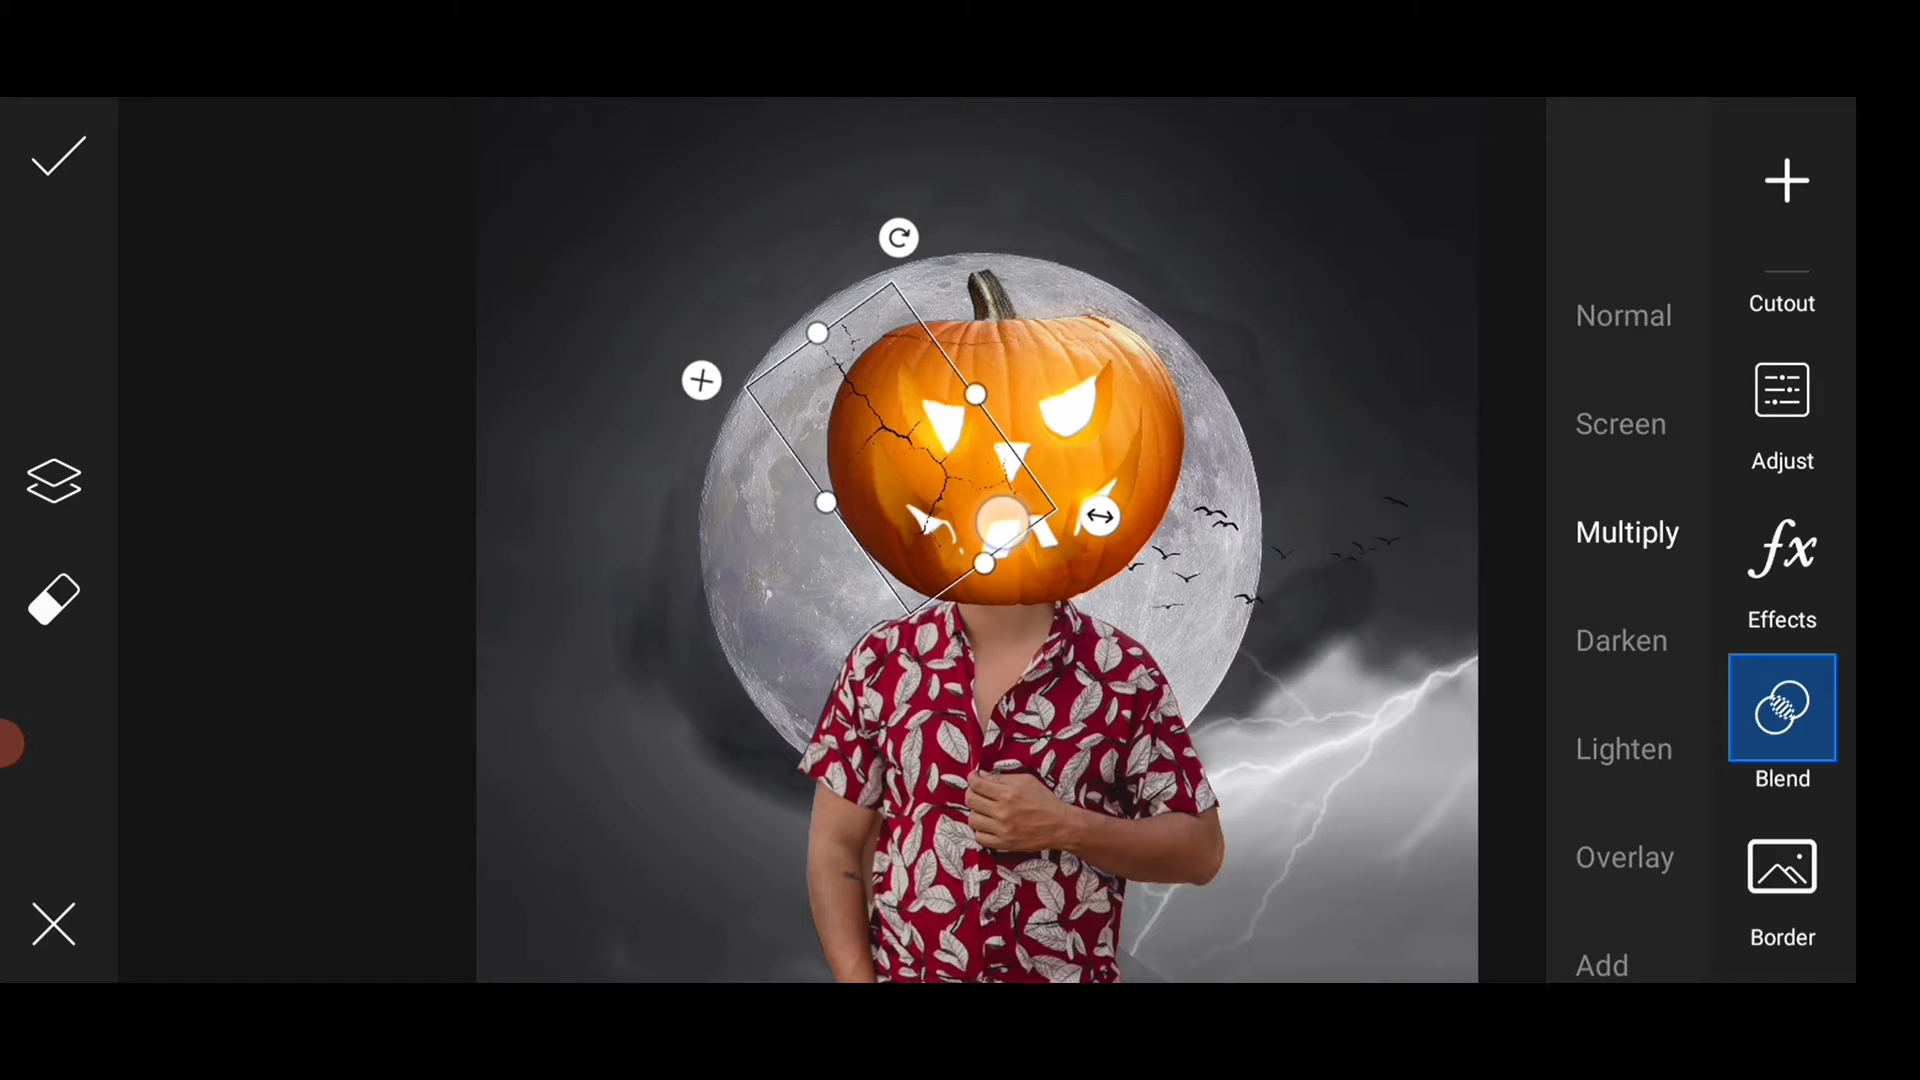 Normal
Screen
Multiply
Darken
Lighten
Overlay
Add
Cutout
Adjust
fx
Effects
Blend
Border